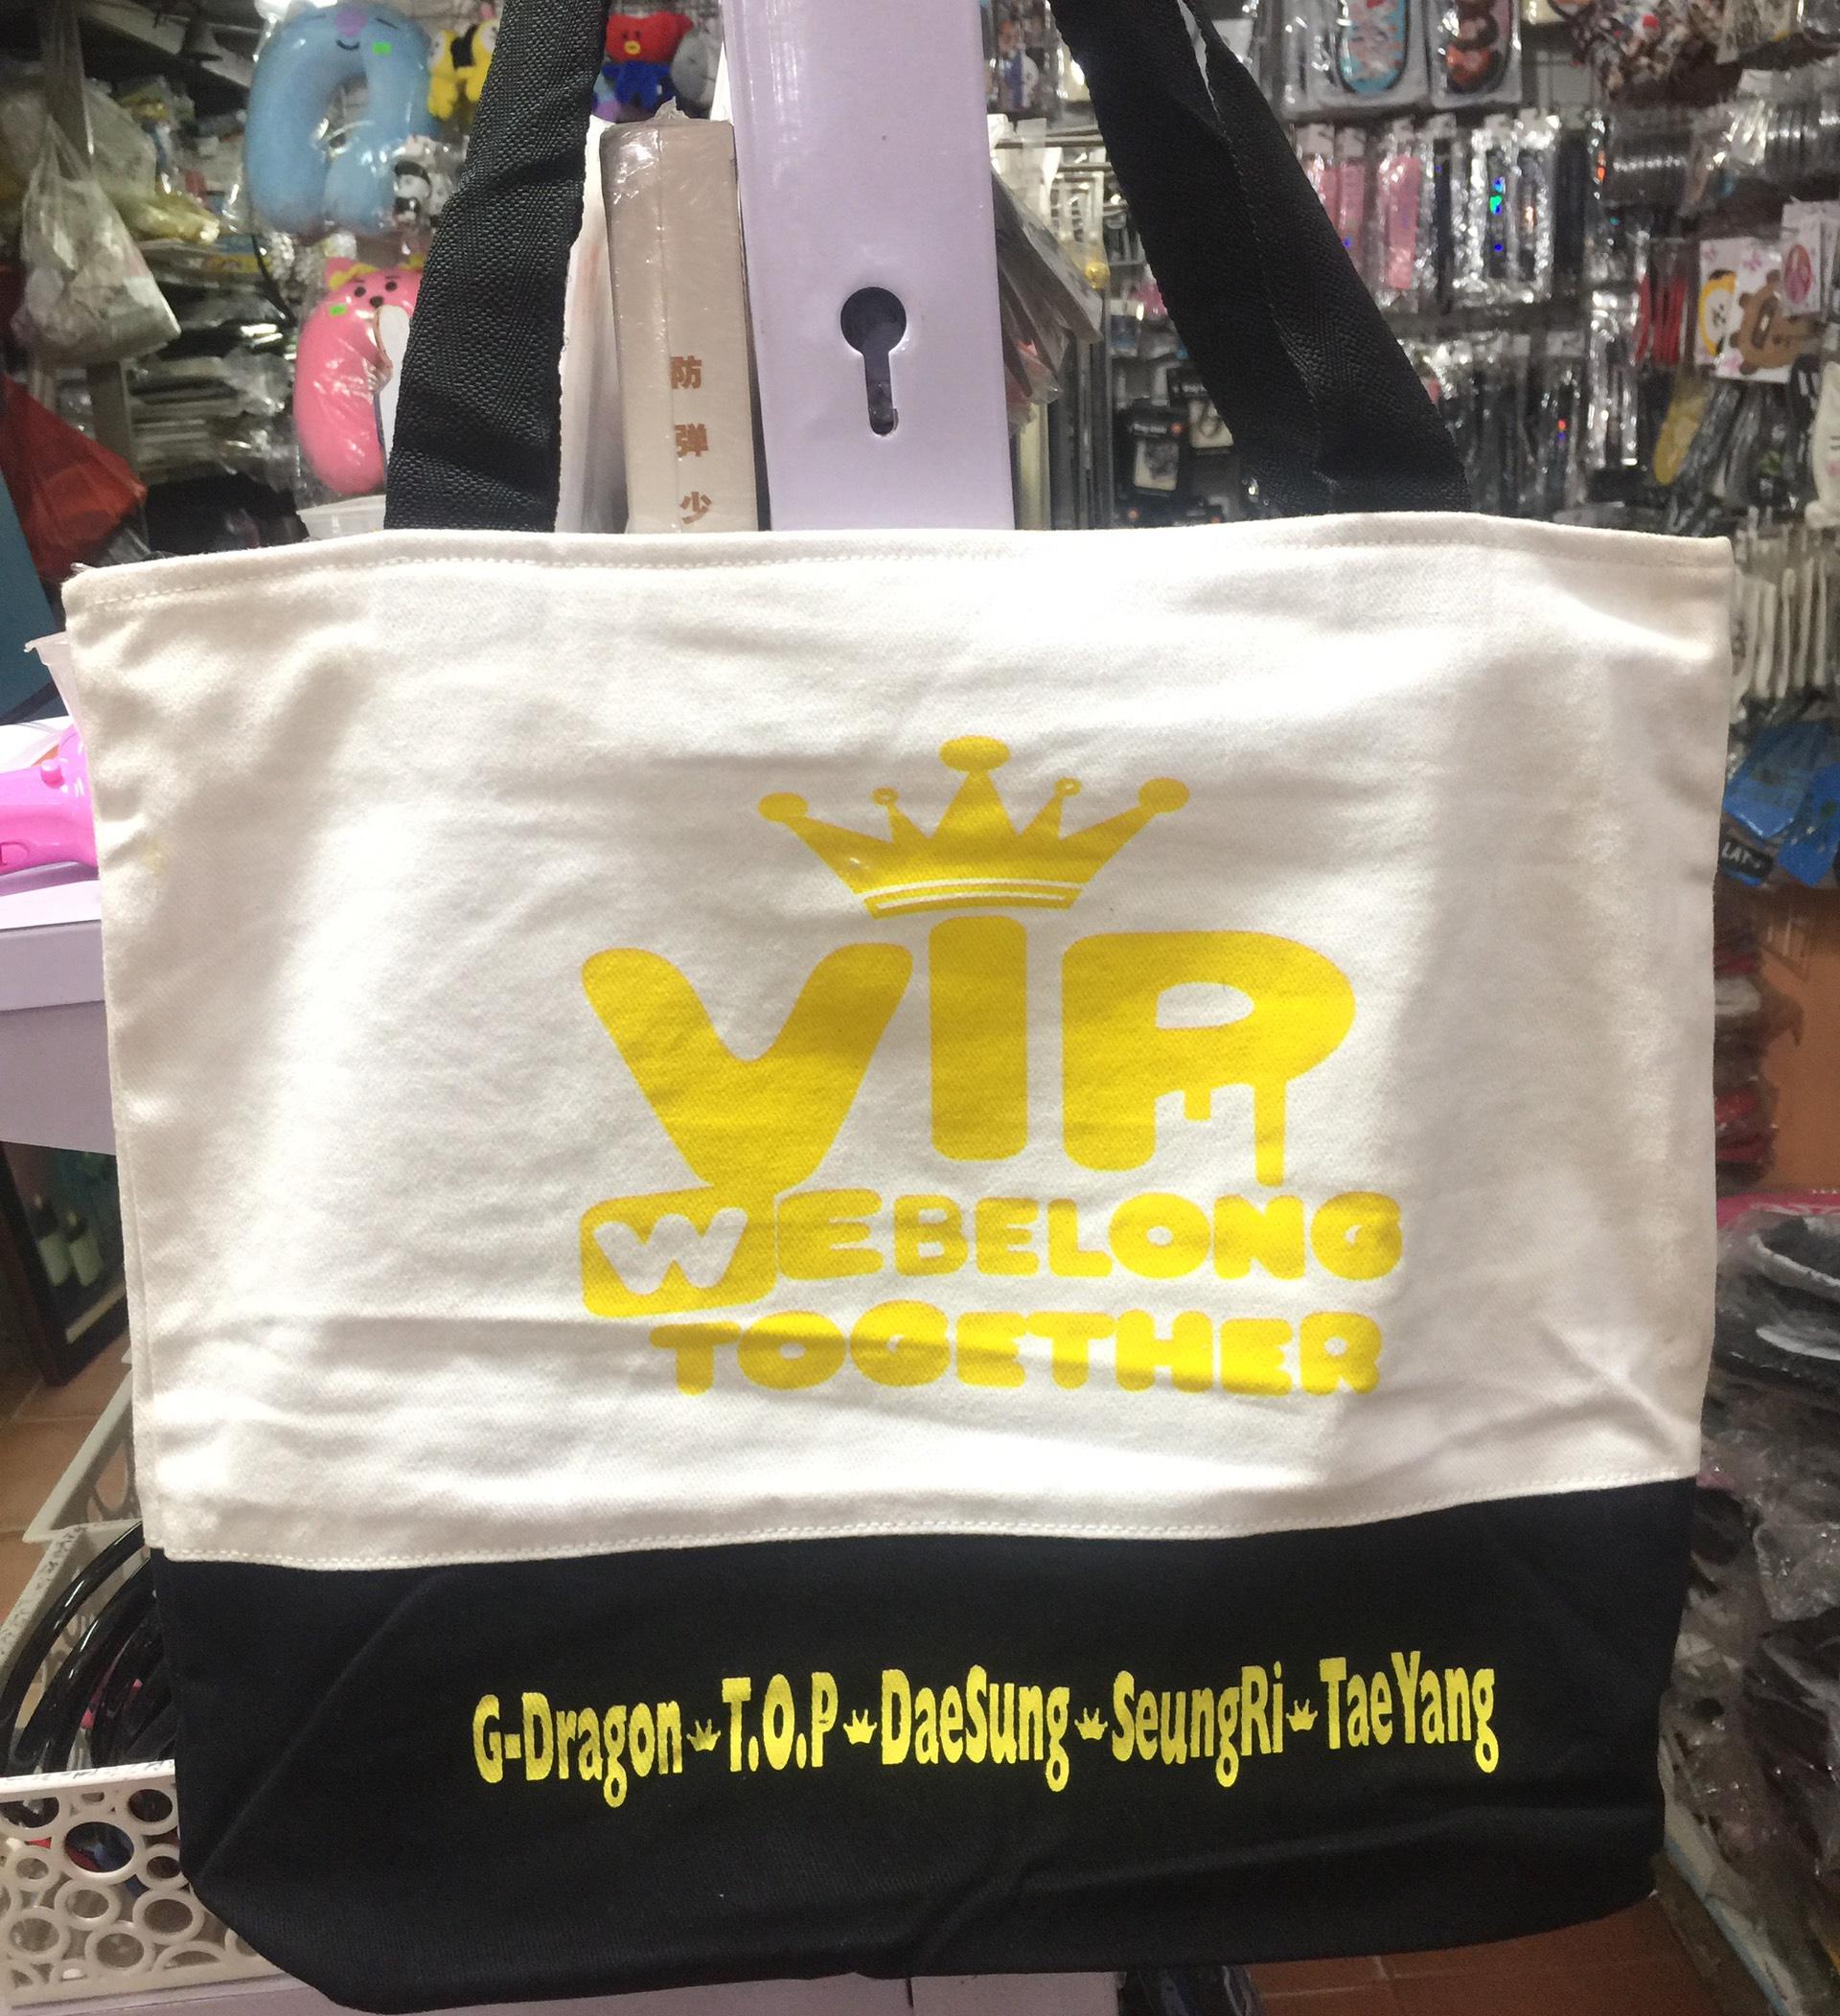 防
弹
少
VIP
WE BELONG
TOGETHER
G-Dragon T.O.P DaeSung SeungRi TaeYang